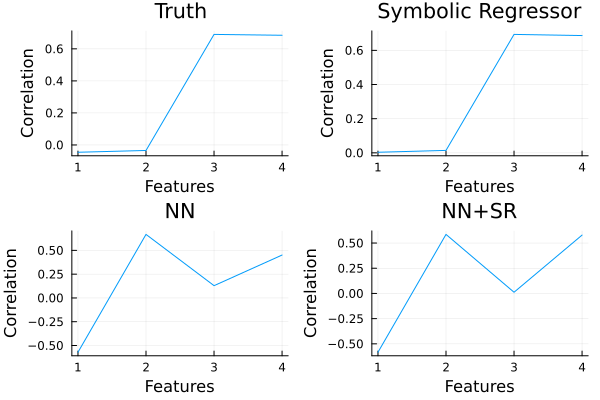 Truth
Correlation
0.6
0.4
0.2
0.0
1 2 3 4
Features
Symbolic Regressor
Correlation
0.6
0.4
0.2
0.0
1 2 3 4
Features
NN
Correlation
0.50
0.25
0.00
−0.25
−0.50
1 2 3 4
Features
NN+SR
Correlation
0.50
0.25
0.00
−0.25
−0.50
1 2 3 4
Features